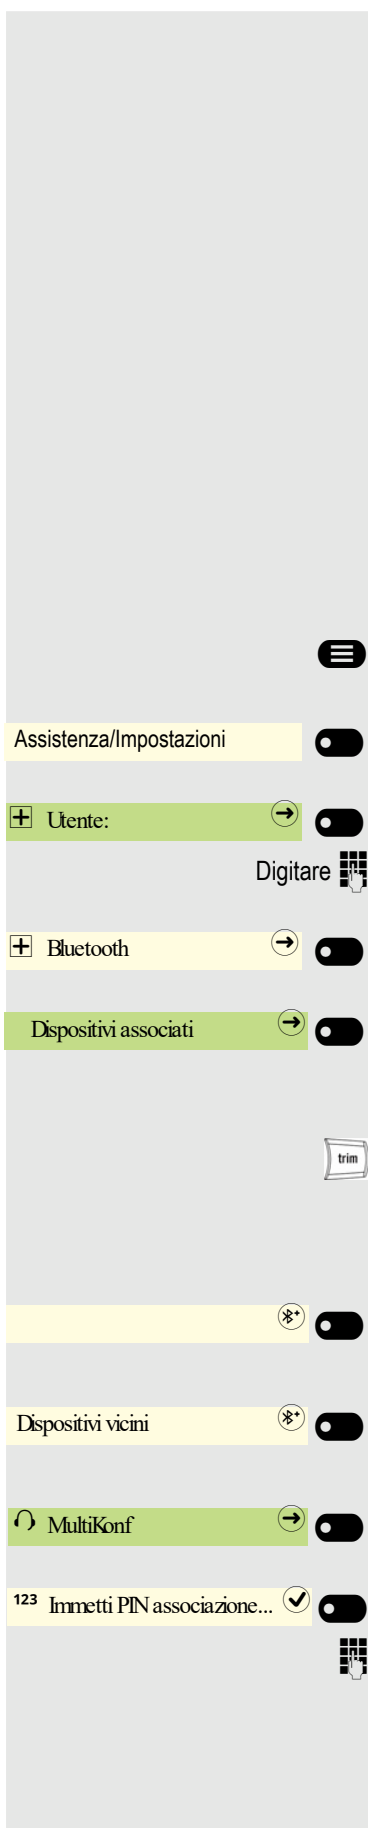 Assistenza/Impostazioni
Utente:
Digitare
Bluetooth
Dispositivi associati
trim
Dispositivi vicini
MultiKonf
123 Immetti PIN associazione...